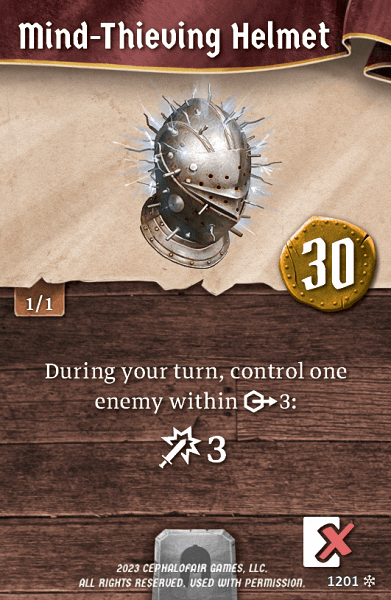 Mind-Thieving Helmet
30
1/1
During your turn, control one
enemy within 3:
3
2023 CEPHALOFAIR GAMES, LLC.
ALL RIGHTS RESERVED. USED WITH PERMISSION.
1201